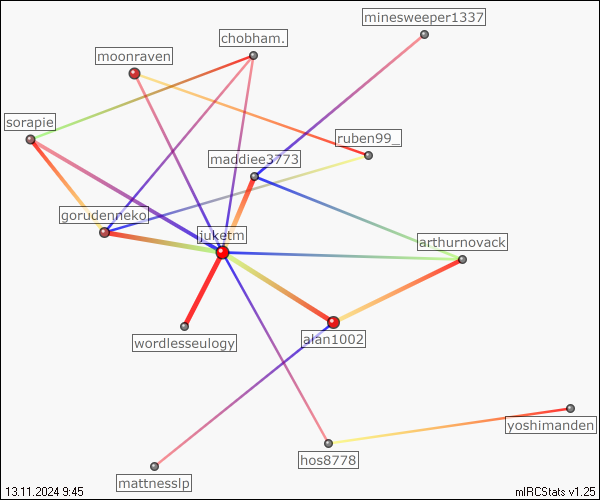 minesweeper1337
chobham.
moonraven
sorapie
ruben99_
maddiee3773
gorudenneko
juketm
arthurnovack
wordlesseulogy
alan1002
yoshimanden
hos8778
mattnesslp
13.11.2024 9:45
mIRCStats v1.25